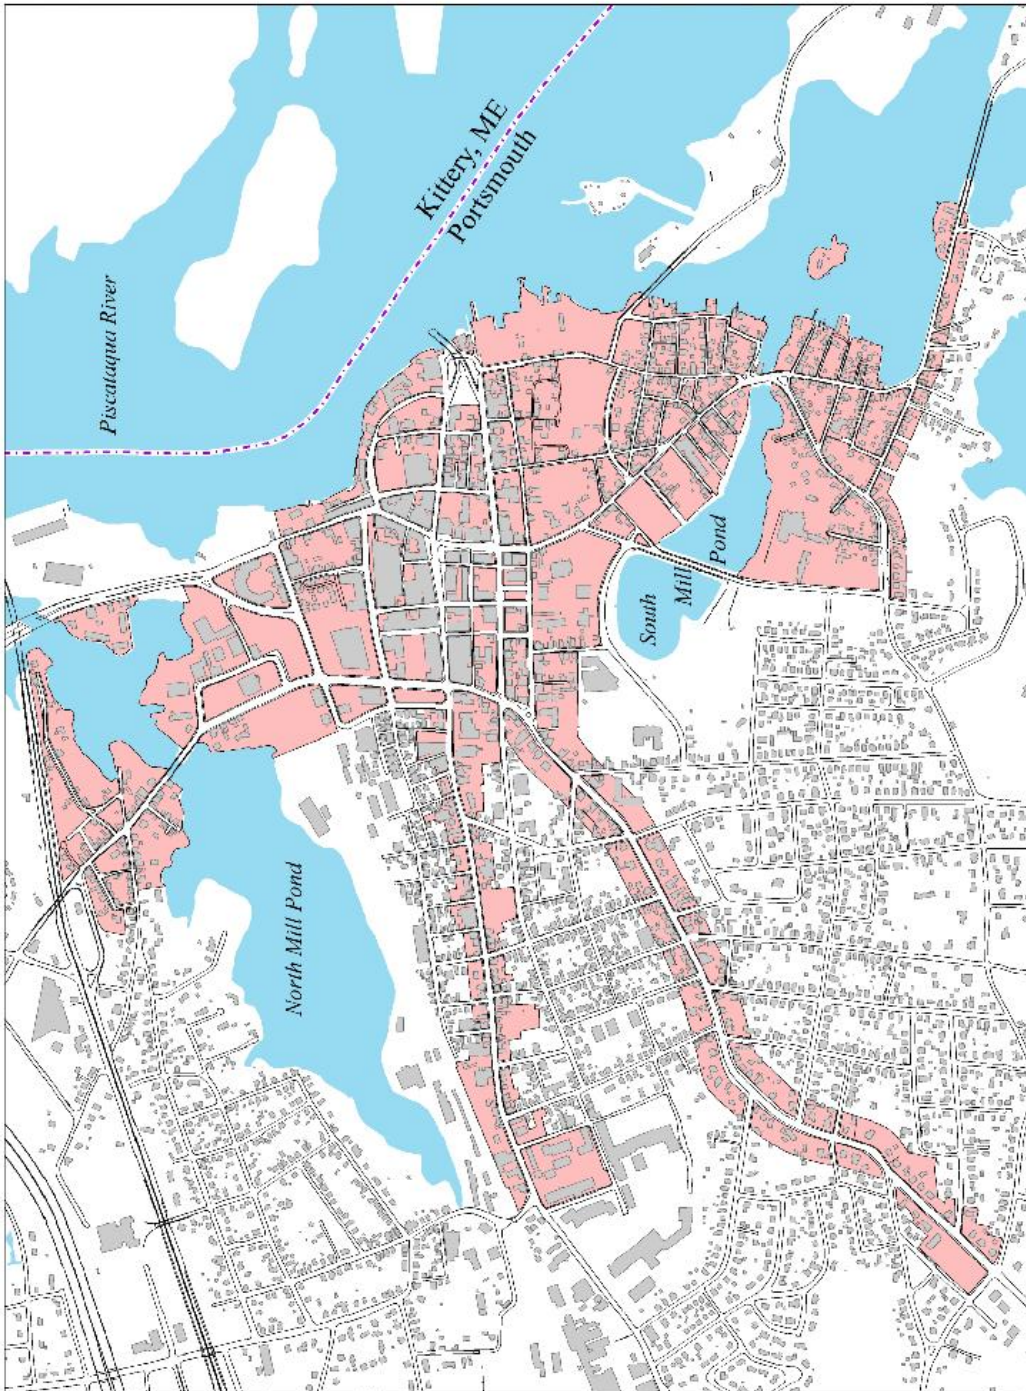 Piscataqua River
Kittery, ME
Portsmouth
North Mill Pond
South
Mill
Pond